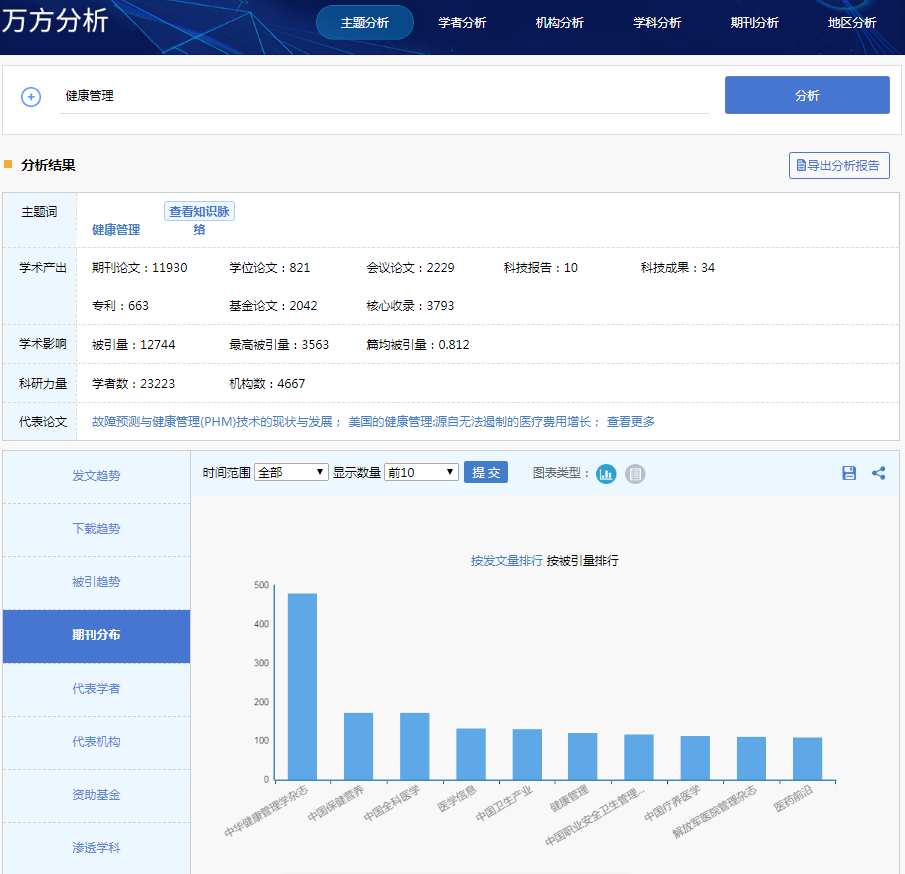 万方分析
主题分析 学者分析 机构分析 学科分析 期刊分析 地区分析
健康管理 分析
分析结果 导出分析报告
主题词 健康管理 查看知识脉
络
学术产出 期刊论文：11930 学位论文：821 会议论文：2229 科技报告：10 科技成果：34
专利：663 基金论文：2042 核心收录：3793
学术影响 被引量：12744 最高被引量：3563 篇均被引量：0.812
科研力量 学者数：23223 机构数：4667
代表论文 故障预测与健康管理(PHM)技术的现状与发展； 美国的健康管理:源自无法遏制的医疗费用增长； 查看更多
时间范围 全部 显示数量 前10 提交 图表类型：
发文趋势
下载趋势
被引趋势
期刊分布
代表学者
代表机构
资助基金
渗透学科
按发文量排行 按被引量排行
500
400
300
200
100
0
中华健康管理学杂志
中国保健营养
中国全科医学
医学信息
中国卫生产业
健康管理
中国职业安全卫生管理...
中国疗养医学
解放军医院管理杂志
医药前沿